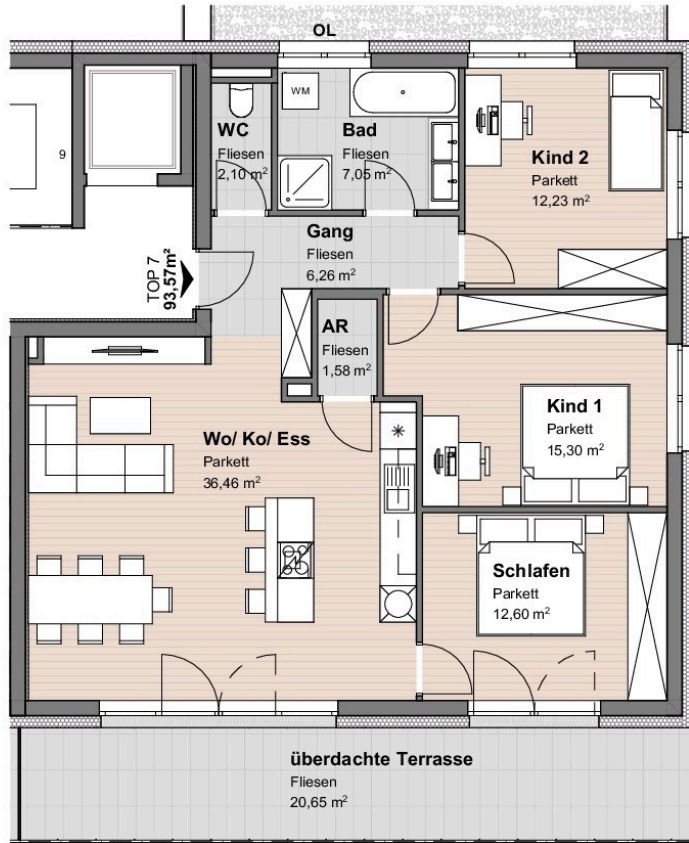 OL
WM
WC
Fliesen
2,10 m²
Bad
Fliesen
7,05 m²
Kind 2
Parkett
12,23 m²
9
Gang
Fliesen
6,26 m²
TOP 7
93,57m²
AR
Fliesen
1,58 m²
Kind 1
Parkett
15,30 m²
Wo/ Ko/ Ess
Parkett
36,46 m²
Schlafen
Parkett
12,60 m²
überdachte Terrasse
Fliesen
20,65 m²